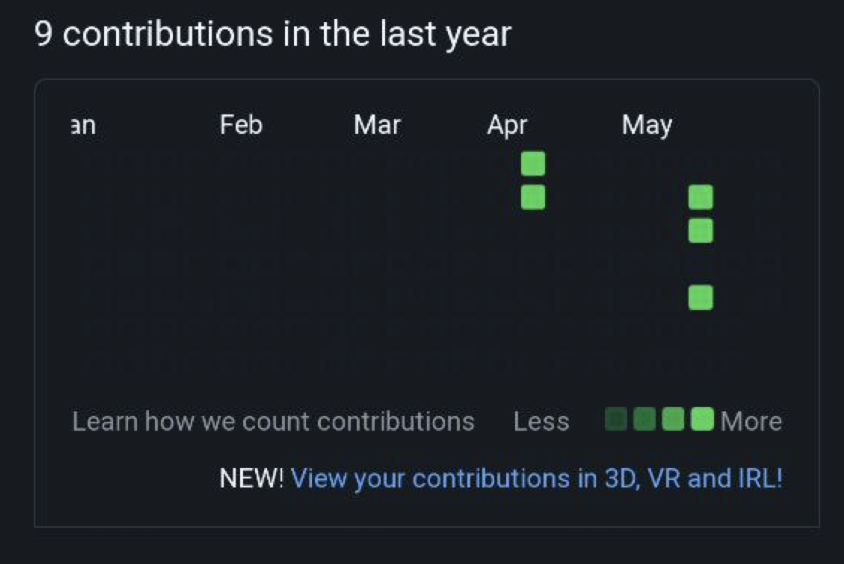 9 contributions in the last year
an Feb Mar Apr May
Learn how we count contributions Less More
NEW! View your contributions in 3D, VR and IRL!